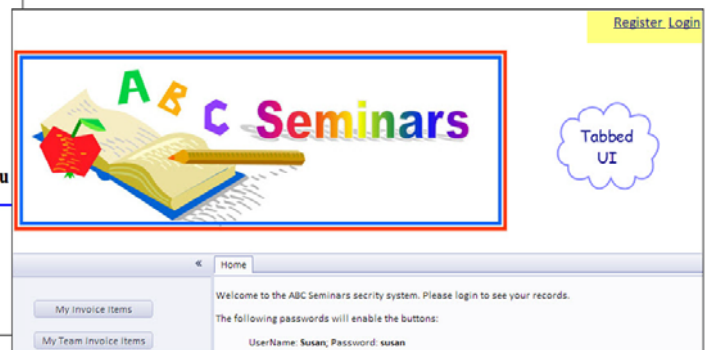 Register Login
ABC Seminars
Tabbed
UI
u
« Home
Welcome to the ABC Seminars secrity system. Please login to see your records.
My Invoice Items
The following passwords will enable the buttons:
My Team Invoice Items
UserName: Susan; Password: susan